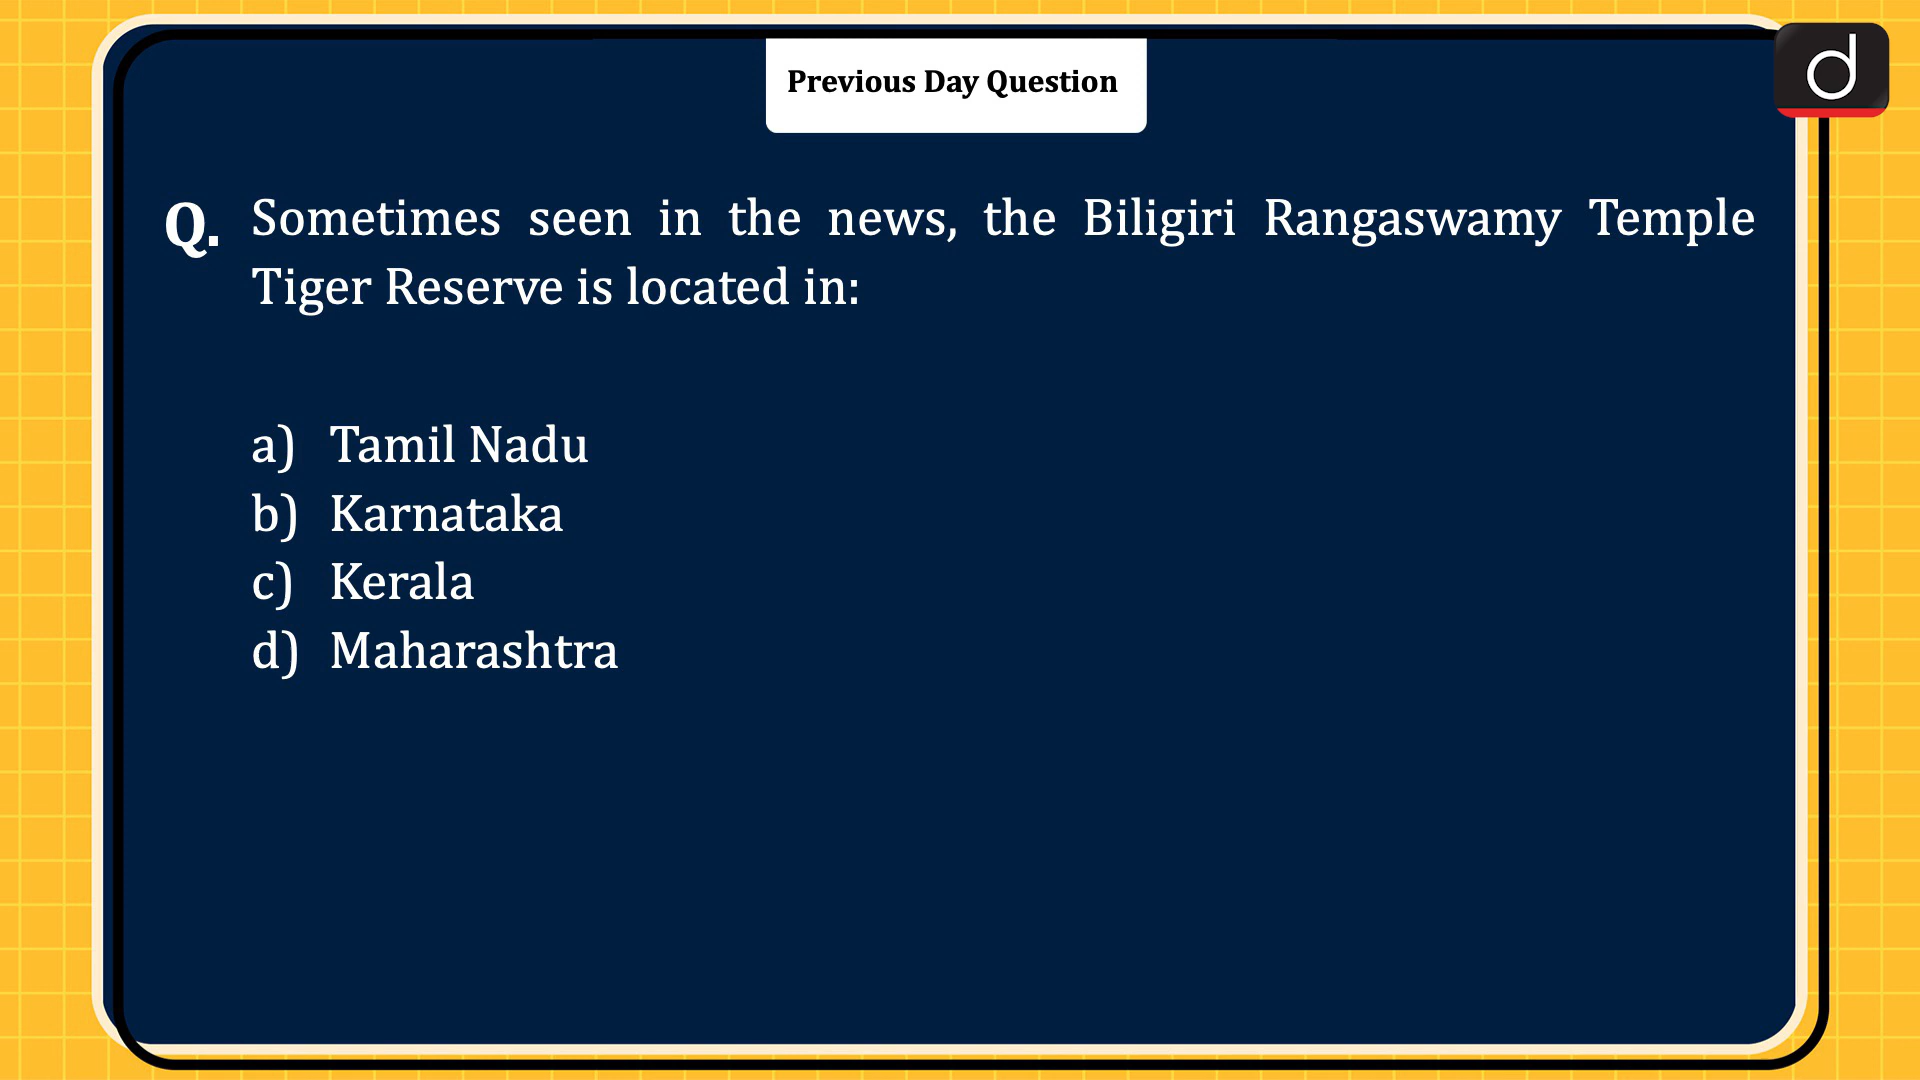 Previous Day Question
Q. Sometimes seen in the news, the Biligiri Rangaswamy Temple
Tiger Reserve is located in:
a) Tamil Nadu
b) Karnataka
c) Kerala
d) Maharashtra
d